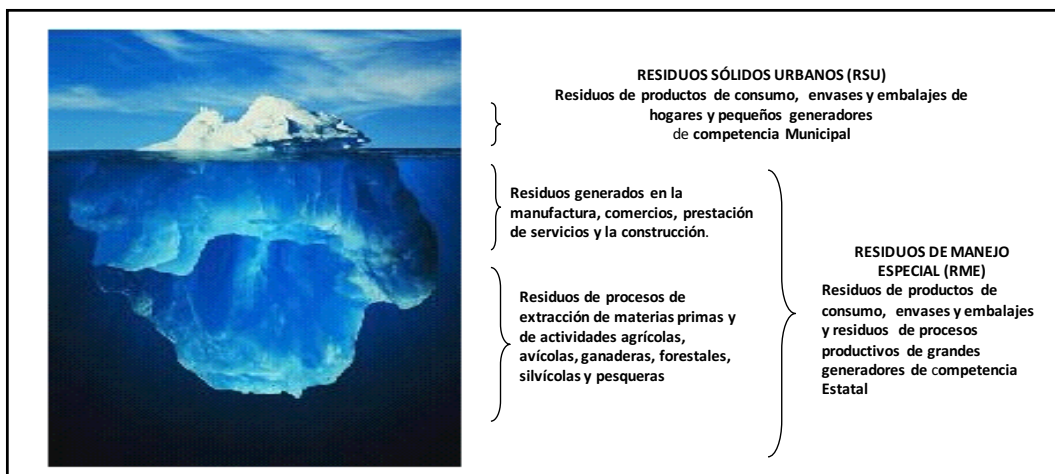 RESIDUOS SÓLIDOS URBANOS (RSU)
Residuos de productos de consumo, envases y embalajes de
hogares y pequeños generadores
de competencia Municipal
Residuos generados en la
manufactura, comercios, prestación
de servicios y la construcción.
Residuos de procesos de
extracción de materias primas y
de actividades agrícolas,
avícolas, ganaderas, forestales,
silvícolas y pesqueras
RESIDUOS DE MANEJO
ESPECIAL (RME)
Residuos de productos de
consumo, envases y embalajes
y residuos de procesos
productivos de grandes
generadores de competencia
Estatal